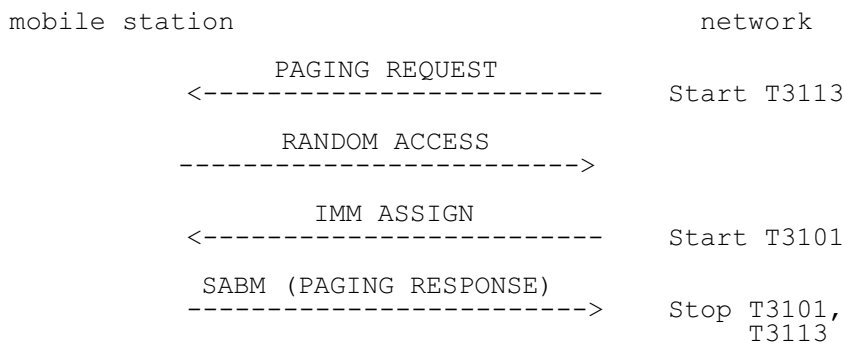 mobile station network
PAGING REQUEST
<------------------------- Start T3113
RANDOM ACCESS
------------------------->
IMM ASSIGN
<------------------------- Start T3101
SABM (PAGING RESPONSE)
-------------------------> Stop T3101,
T3113